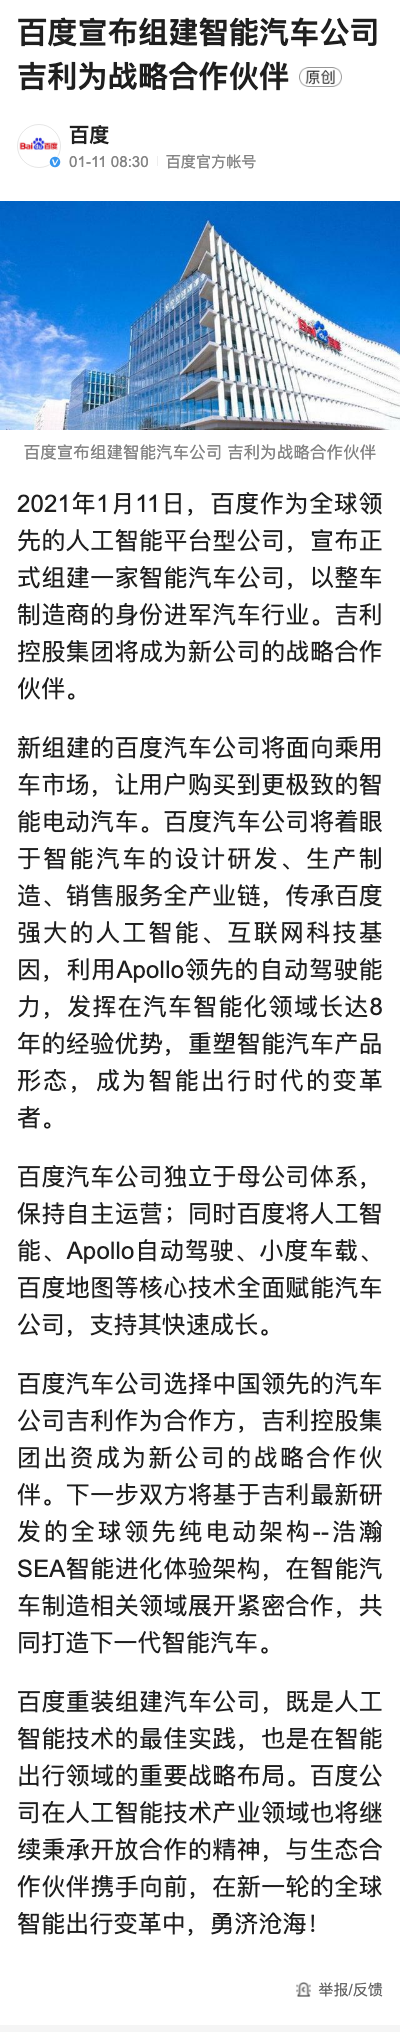 百度宣布组建智能汽车公司
吉利为战略合作伙伴 原创
Bai百度
百度
01-11 08:30 百度官方帐号
Bai百度
百度宣布组建智能汽车公司 吉利为战略合作伙伴
2021年1月11日，百度作为全球领
先的人工智能平台型公司，宣布正
式组建一家智能汽车公司，以整车
制造商的身份进军汽车行业。吉利
控股集团将成为新公司的战略合作
伙伴。
新组建的百度汽车公司将面向乘用
车市场，让用户购买到更极致的智
能电动汽车。百度汽车公司将着眼
于智能汽车的设计研发、生产制
造、销售服务全产业链，传承百度
强大的人工智能、互联网科技基
因，利用Apollo领先的自动驾驶能
力，发挥在汽车智能化领域长达8
年的经验优势，重塑智能汽车产品
形态，成为智能出行时代的变革
者。
百度汽车公司独立于母公司体系，
保持自主运营；同时百度将人工智
能、Apollo自动驾驶、小度车载、
百度地图等核心技术全面赋能汽车
公司，支持其快速成长。
百度汽车公司选择中国领先的汽车
公司吉利作为合作方，吉利控股集
团出资成为新公司的战略合作伙
伴。下一步双方将基于吉利最新研
发的全球领先纯电动架构--浩瀚
SEA智能进化体验架构，在智能汽
车制造相关领域展开紧密合作，共
同打造下一代智能汽车。
百度重装组建汽车公司，既是人工
智能技术的最佳实践，也是在智能
出行领域的重要战略布局。百度公
司在人工智能技术产业领域也将继
续秉承开放合作的精神，与生态合
作伙伴携手向前，在新一轮的全球
智能出行变革中，勇济沧海！
举报/反馈